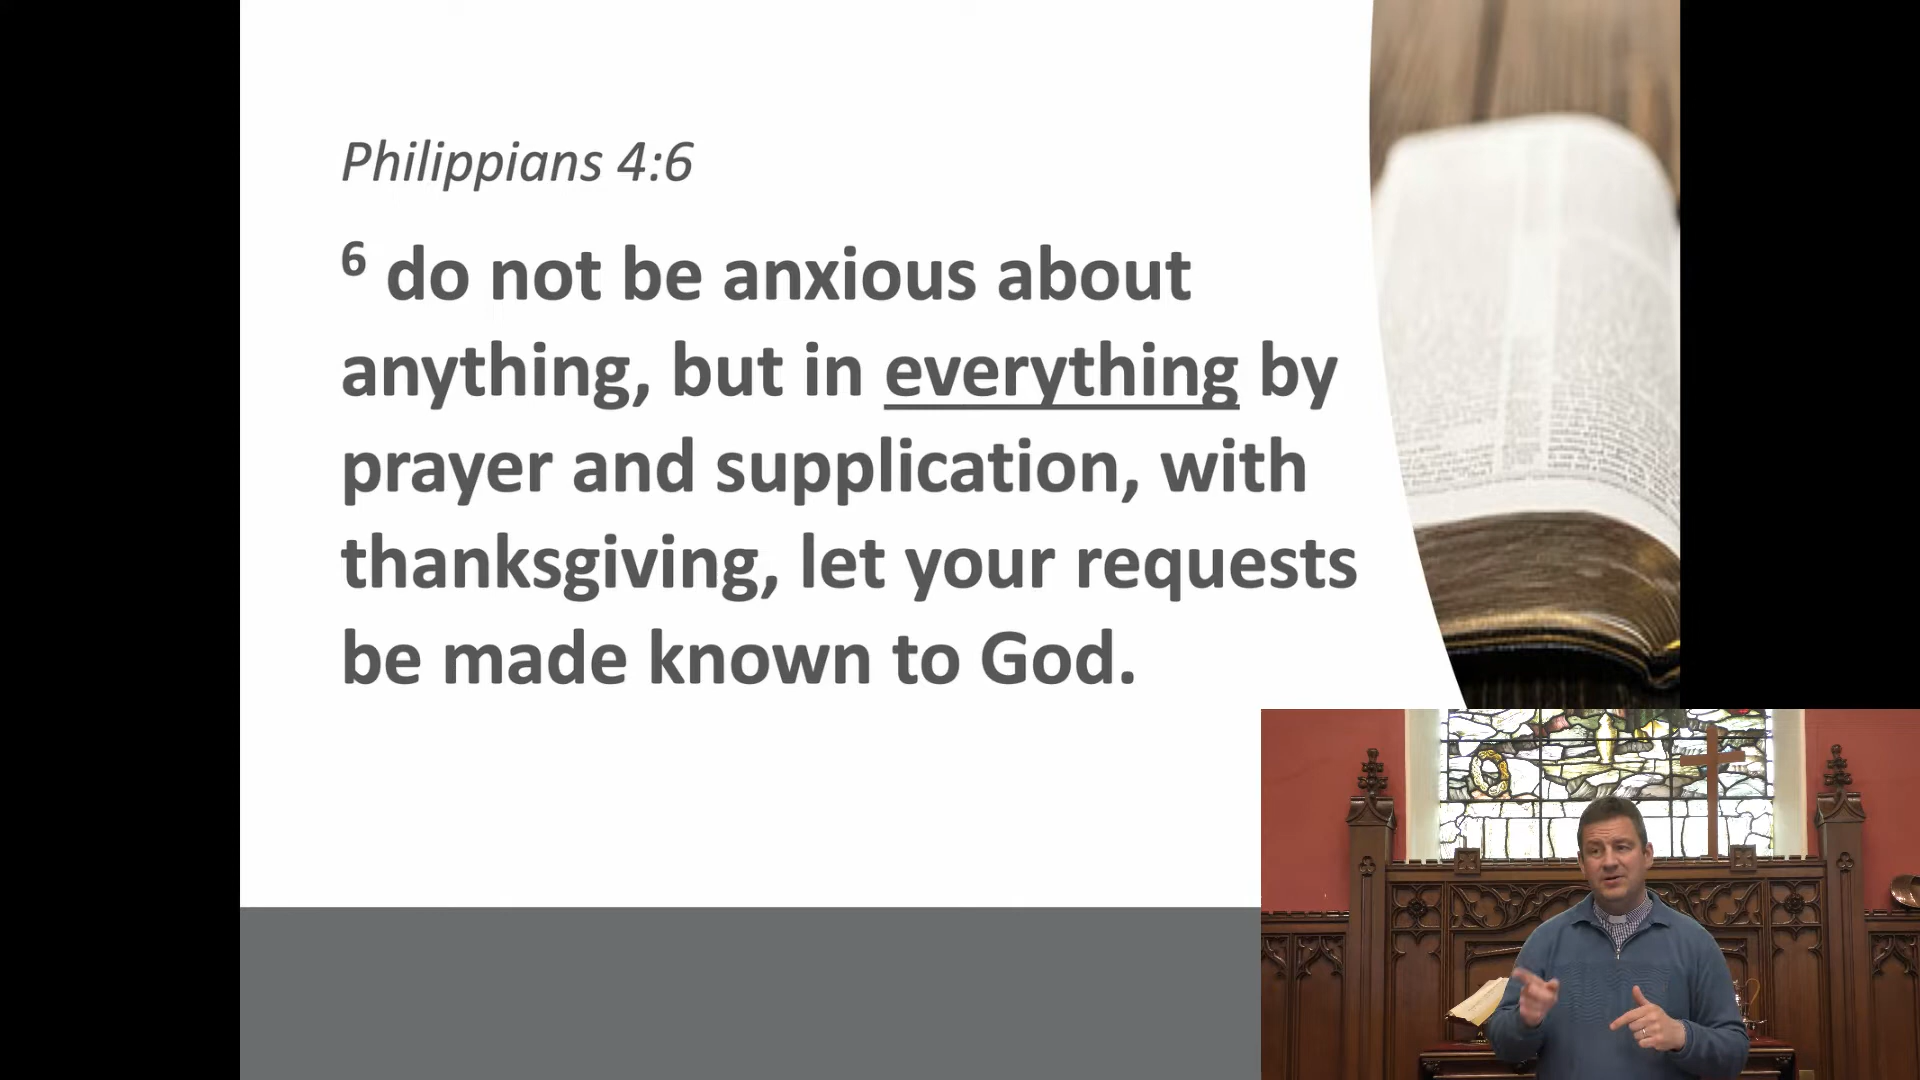 Philippians 4:6
6 do not be anxious about
anything, but in everything by
prayer and supplication, with
thanksgiving, let your requests
be made known to God.